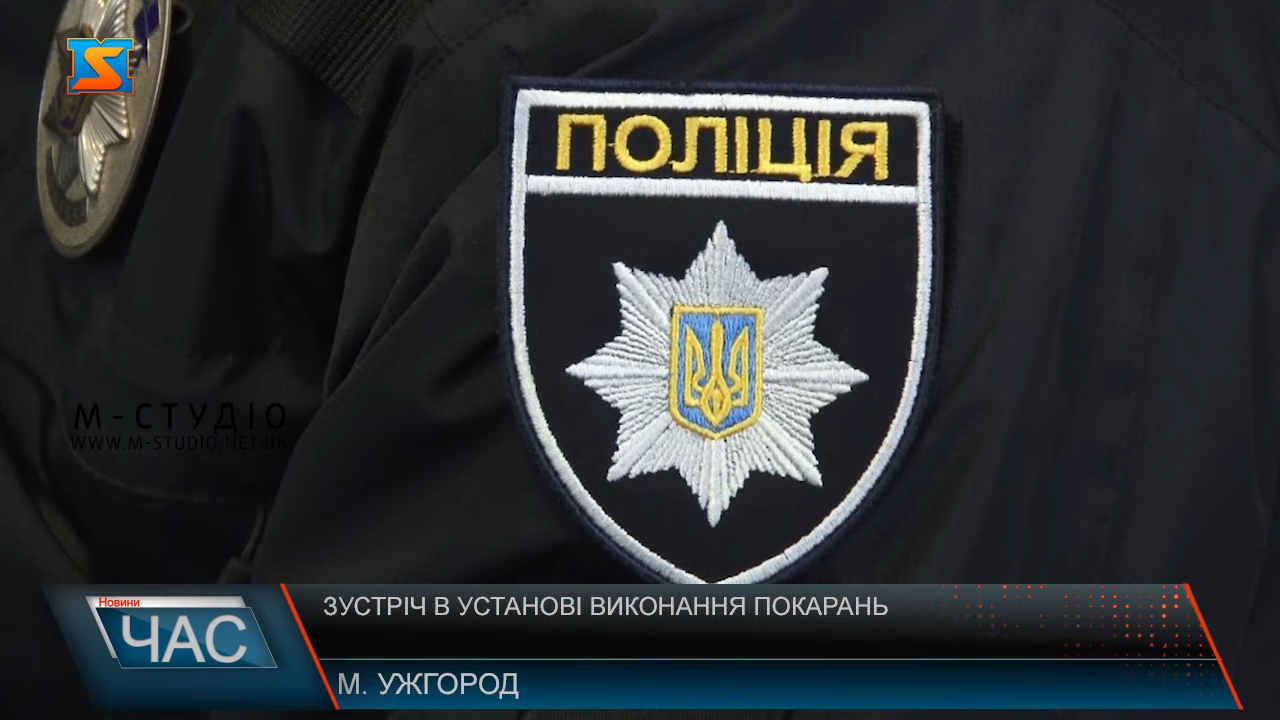 ПОЛІЦІЯ
М-СТУДІО
WWW.M-STUDIO.NET.UA
ЗУСТРІЧ В УСТАНОВІ ВИКОНАННЯ ПОКАРАНЬ
Новини
ЧАС
М. УЖГОРОД